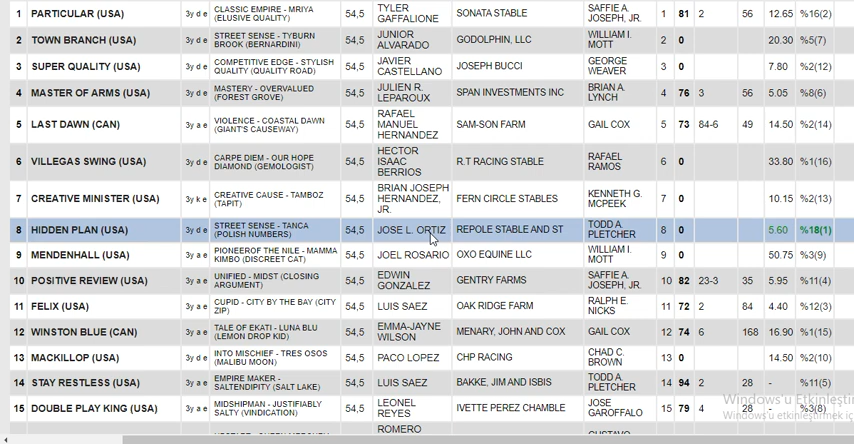 1 PARTICULAR (USA) 3y d e CLASSIC EMPIRE - MRIYA (ELUSIVE QUALITY) 54,5 TYLER GAFFALIONE SONATA STABLE SAFFIE A. JOSEPH, JR. 1 81 2 56 12.65 %16(2)
2 TOWN BRANCH (USA) 3y d e STREET SENSE - TYBURN BROOK (BERNARDINI) 54,5 JUNIOR ALVARADO GODOLPHIN, LLC WILLIAM I. MOTT 2 0 20.30 %5(7)
3 SUPER QUALITY (USA) 3y d e COMPETITIVE EDGE - STYLISH QUALITY (QUALITY ROAD) 54,5 JAVIER CASTELLANO JOSEPH BUCCI GEORGE WEAVER 3 0 7.80 %2(12)
4 MASTER OF ARMS (USA) 3y d e MASTERY - OVERVALUED (FOREST GROVE) 54,5 JULIEN R. LEPAROUX SPAN INVESTMENTS INC BRIAN A. LYNCH 4 76 3 56 5.05 %8(6)
5 LAST DAWN (CAN) 3y a e VIOLENCE - COASTAL DAWN (GIANT'S CAUSEWAY) 54,5 RAFAEL MANUEL HERNANDEZ SAM-SON FARM GAIL COX 5 73 84-6 49 14.50 %2(14)
6 VILLEGAS SWING (USA) 3y d e CARPE DIEM - OUR HOPE DIAMOND (GEMOLOGIST) 54,5 HECTOR ISAAC BERRIOS R.T RACING STABLE RAFAEL RAMOS 6 0 33.80 %1(16)
7 CREATIVE MINISTER (USA) 3y k e CREATIVE CAUSE - TAMBOZ (TAPIT) 54,5 BRIAN JOSEPH HERNANDEZ, JR. FERN CIRCLE STABLES KENNETH G. MCPEEK 7 0 10.15 %2(13)
8 HIDDEN PLAN (USA) 3y d e STREET SENSE - TANCA (POLISH NUMBERS) 54,5 JOSE L. ORTIZ REPOLE STABLE AND ST TODD A. PLETCHER 8 0 5.60 %18(1)
9 MENDENHALL (USA) 3y d e PIONEEROF THE NILE - MAMMA KIMBO (DISCREET CAT) 54,5 JOEL ROSARIO OXO EQUINE LLC WILLIAM I. MOTT 9 0 50.75 %3(9)
10 POSITIVE REVIEW (USA) 3y a e UNIFIED - MIDST (CLOSING ARGUMENT) 54,5 EDWIN GONZALEZ GENTRY FARMS SAFFIE A. JOSEPH, JR. 10 82 23-3 35 5.95 %11(4)
11 FELIX (USA) 3y a e CUPID - CITY BY THE BAY (CITY ZIP) 54,5 LUIS SAEZ OAK RIDGE FARM RALPH E. NICKS 11 72 2 84 4.40 %12(3)
12 WINSTON BLUE (CAN) 3y a e TALE OF EKATI - LUNA BLU (LEMON DROP KID) 54,5 EMMA-JAYNE WILSON MENARY, JOHN AND COX GAIL COX 12 74 6 168 16.90 %1(15)
13 MACKILLOP (USA) 3y d e INTO MISCHIEF - TRES OSOS (MALIBU MOON) 54,5 PACO LOPEZ CHP RACING CHAD C. BROWN 13 0 14.50 %2(10)
14 STAY RESTLESS (USA) 3y a e EMPIRE MAKER - SALTENDIPITY (SALT LAKE) 54,5 LUIS SAEZ BAKKE, JIM AND ISBIS TODD A. PLETCHER 14 94 2 28 - %11(5)
15 DOUBLE PLAY KING (USA) 3y a e MIDSHIPMAN - JUSTIFIABLY SALTY (VINDICATION) 54,5 LEONEL REYES IVETTE PEREZ CHAMBLE JOSE GAROFFALO 15 79 4 28 - %3(8)
ROMERO
Windows'u Etkinleştir
Windows'u etkinleştirmek iç